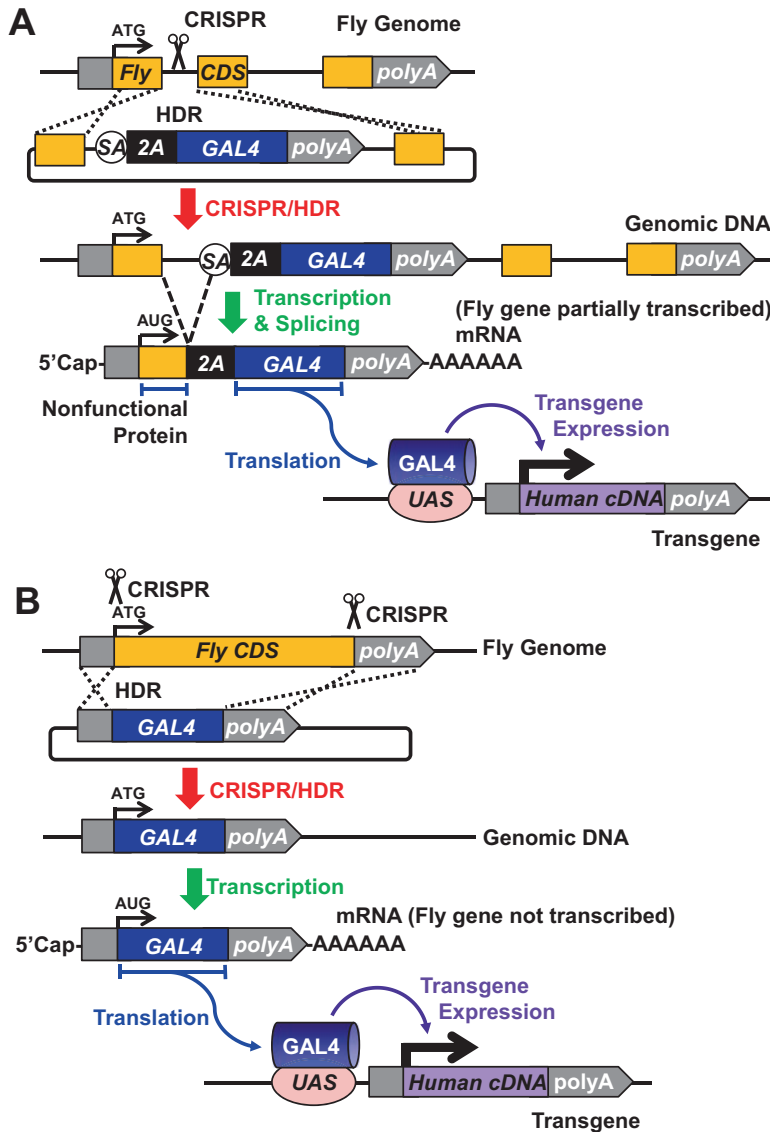 A
CRISPR
ATG
Fly Genome
Fly
CDS
polyA
HDR
SA
2A
GAL4
polyA
CRISPR/HDR
ATG
Genomic DNA
SA
2A
GAL4
polyA
polyA
Transcription
& Splicing
(Fly gene partially transcribed)
mRNA
AUG
5'Cap
2A
GAL4
polyA
AAAAAA
Nonfunctional
Protein
Translation
Transgene
Expression
GAL4
UAS
Human cDNA
polyA
Transgene
B
CRISPR
ATG
CRISPR
Fly CDS
polyA
Fly Genome
HDR
GAL4
polyA
CRISPR/HDR
ATG
GAL4
polyA
Genomic DNA
Transcription
AUG
mRNA (Fly gene not transcribed)
5'Cap
GAL4
polyA
AAAAAA
Translation
Transgene
Expression
GAL4
UAS
Human cDNA
polyA
Transgene